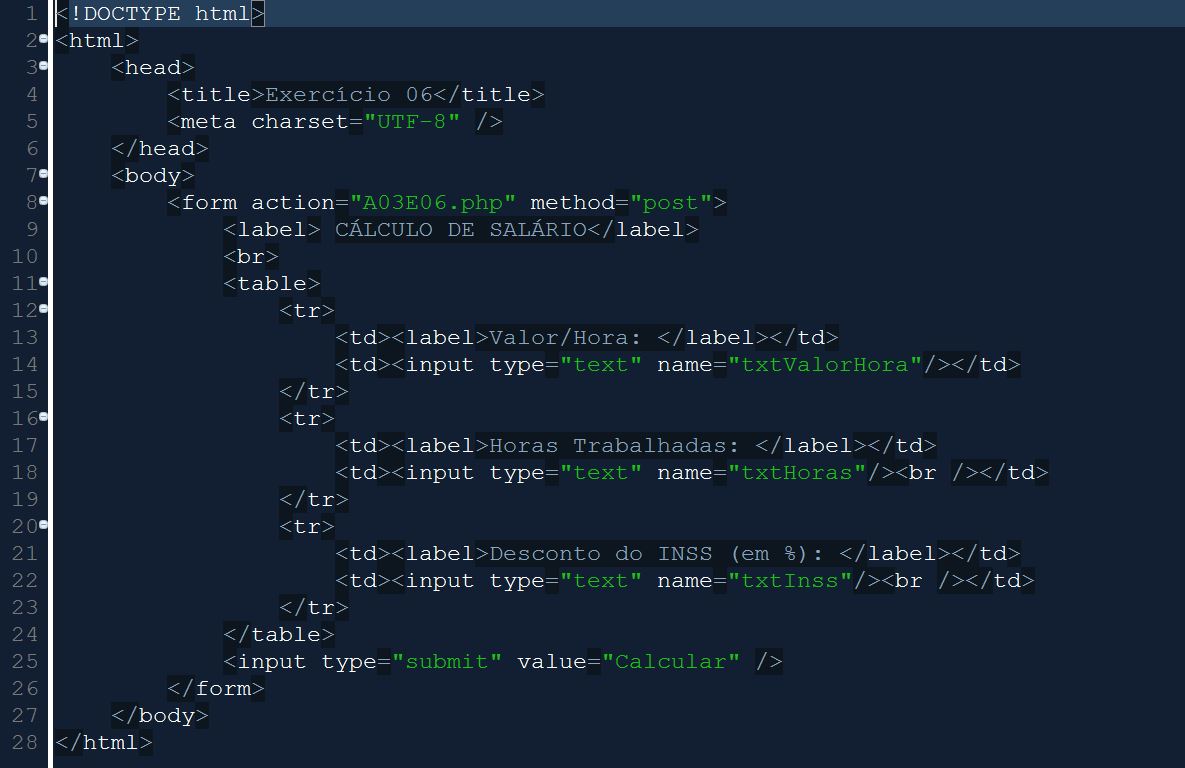 1 <!DOCTYPE html>
2 <html>
3     <head>
4         <title>Exercício 06</title>
5         <meta charset="UTF-8" />
6     </head>
7     <body>
8         <form action="A03E06.php" method="post">
9             <label> CÁLCULO DE SALÁRIO</label>
10             <br>
11             <table>
12                 <tr>
13                     <td><label>Valor/Hora: </label></td>
14                     <td><input type="text" name="txtValorHora"/></td>
15                 </tr>
16                 <tr>
17                     <td><label>Horas Trabalhadas: </label></td>
18                     <td><input type="text" name="txtHoras"/><br /></td>
19                 </tr>
20                 <tr>
21                     <td><label>Desconto do INSS (em %): </label></td>
22                     <td><input type="text" name="txtInss"/><br /></td>
23                 </tr>
24             </table>
25             <input type="submit" value="Calcular" />
26         </form>
27     </body>
28 </html>